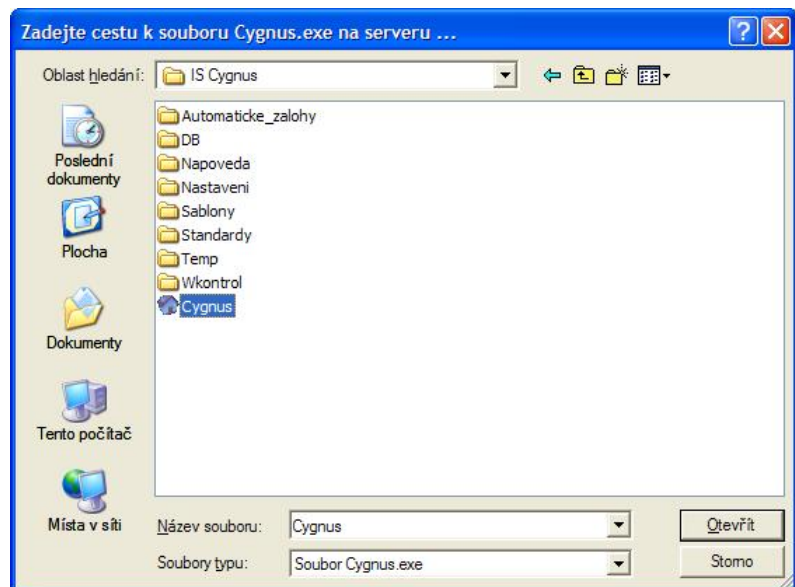 Zadejte cestu k souboru Cygnus.exe na serveru ...
Oblast hledání: IS Cygnus
Poslední
dokumenty
Plocha
Dokumenty
Tento počítač
Místa v síti
Automaticke_zalohy
DB
Napoveda
Nastaveni
Sablony
Standardy
Temp
Wkontrol
Cygnus
Název souboru: Cygnus Otevřít
Soubory typu: Soubor Cygnus.exe Storno